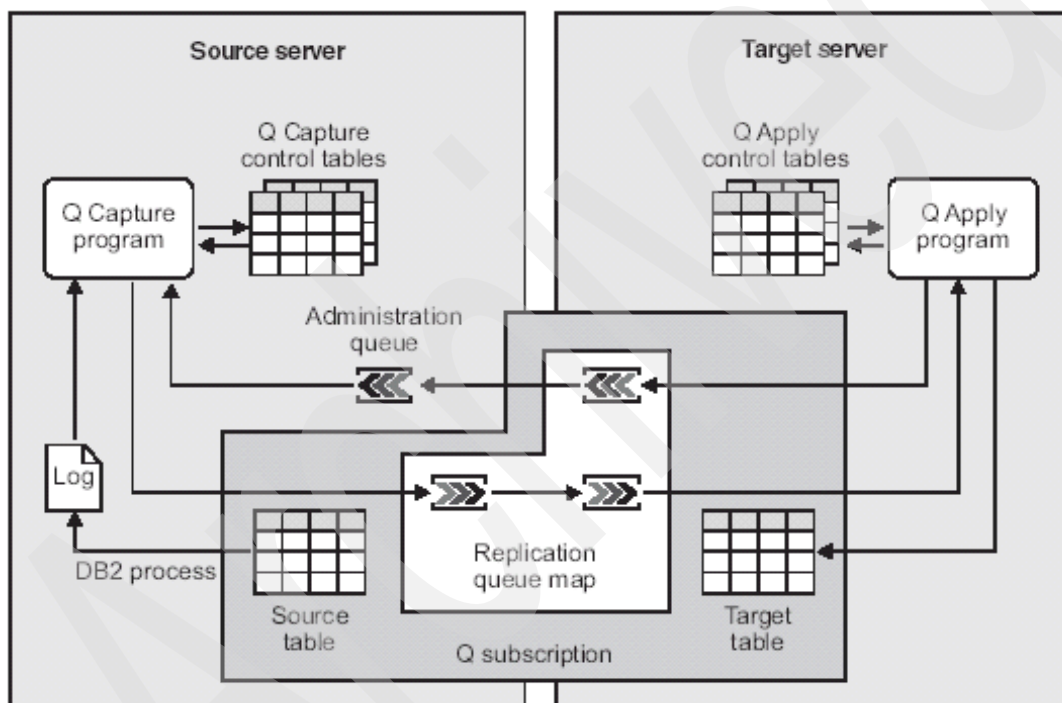 Source server
Target server
Q Capture
control tables
Q Apply
control tables
Q Capture
program
Q Apply
program
Administration
queue
Log
DB2 process
Replication
queue map
Source
table
Target
table
Q subscription